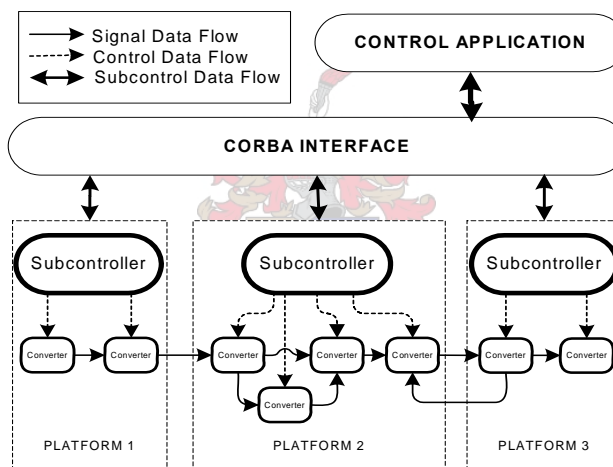 Signal Data Flow
Control Data Flow
Subcontrol Data Flow
CONTROL APPLICATION
CORBA INTERFACE
Subcontroller
Subcontroller
Subcontroller
Converter
Converter
Converter
Converter
Converter
Converter
Converter
Converter
PLATFORM 1
PLATFORM 2
PLATFORM 3